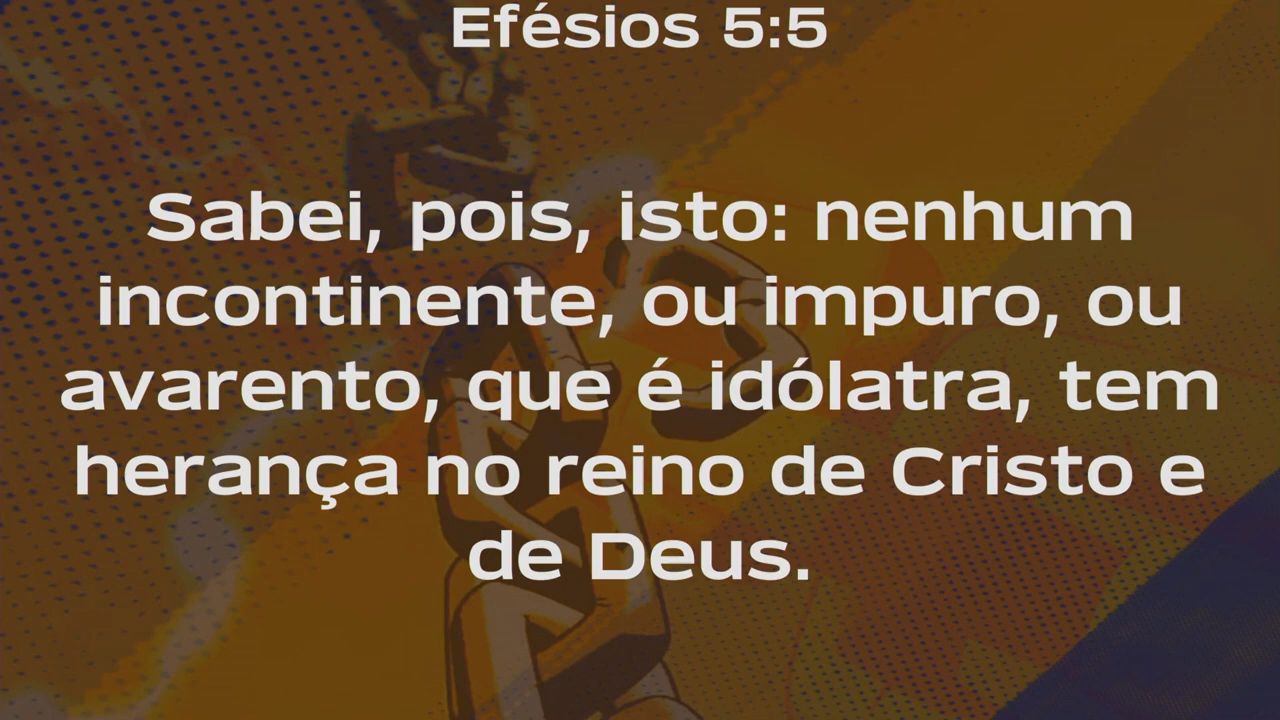 Efésios 5:5
Sabei, pois, isto: nenhum
incontinente, ou impuro, ou
avarento, que é idólatra, tem
herança no reino de Cristo e
de Deus.